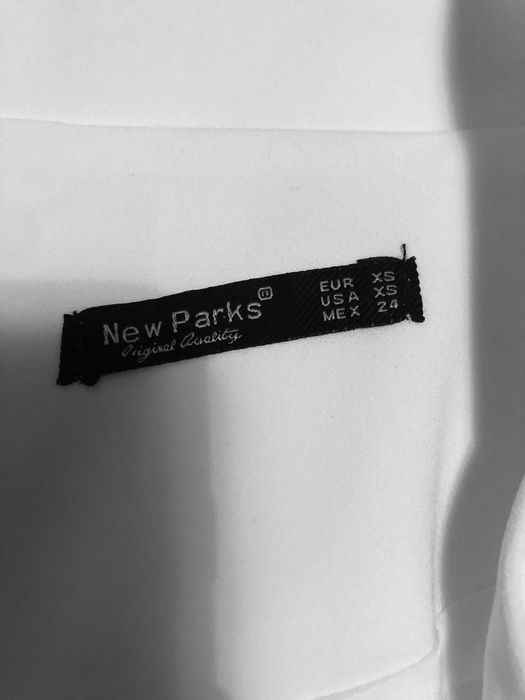 New Parks®
Original Quality
EUR XS
USA XS
MEX 24